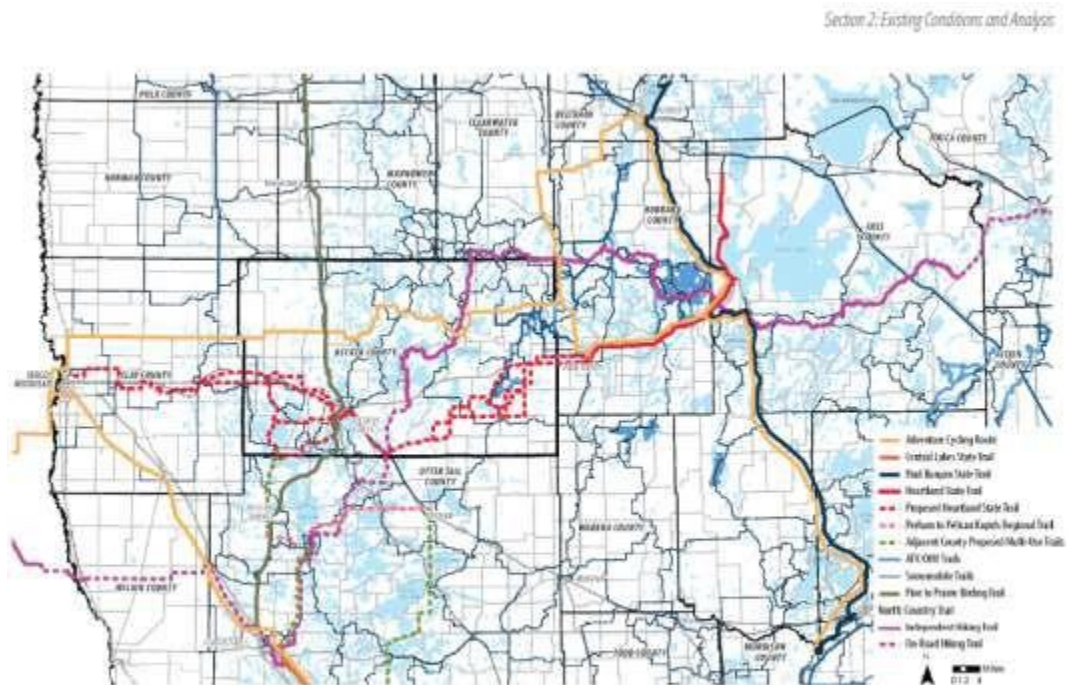 Section 2: Existing Conditions and Analysis
POLK COUNTY
CLEARWATER
COUNTY
BELTRAMI
COUNTY
ITASCA COUNTY
NORMAN COUNTY
MAHNOMEN
COUNTY
HUBBARD
COUNTY
CASS
COUNTY
BECKER COUNTY
CLAY COUNTY
AITKIN
COUNTY
OTTER TAIL
COUNTY
WADENA COUNTY
WILKIN COUNTY
TODD COUNTY
MORRISON
COUNTY
Adventure Cycling Route
Central Lakes State Trail
Paul Bunyan State Trail
Heartland State Trail
Proposed Heartland State Trail
Perham to Pelican Rapids Regional Trail
Adjacent County Proposed Multi-Use Trails
ATV/OHV Trails
Snowmobile Trails
Pine to Prairie Birding Trail
North Country Trail
Independent Hiking Trail
On-Road Hiking Trail